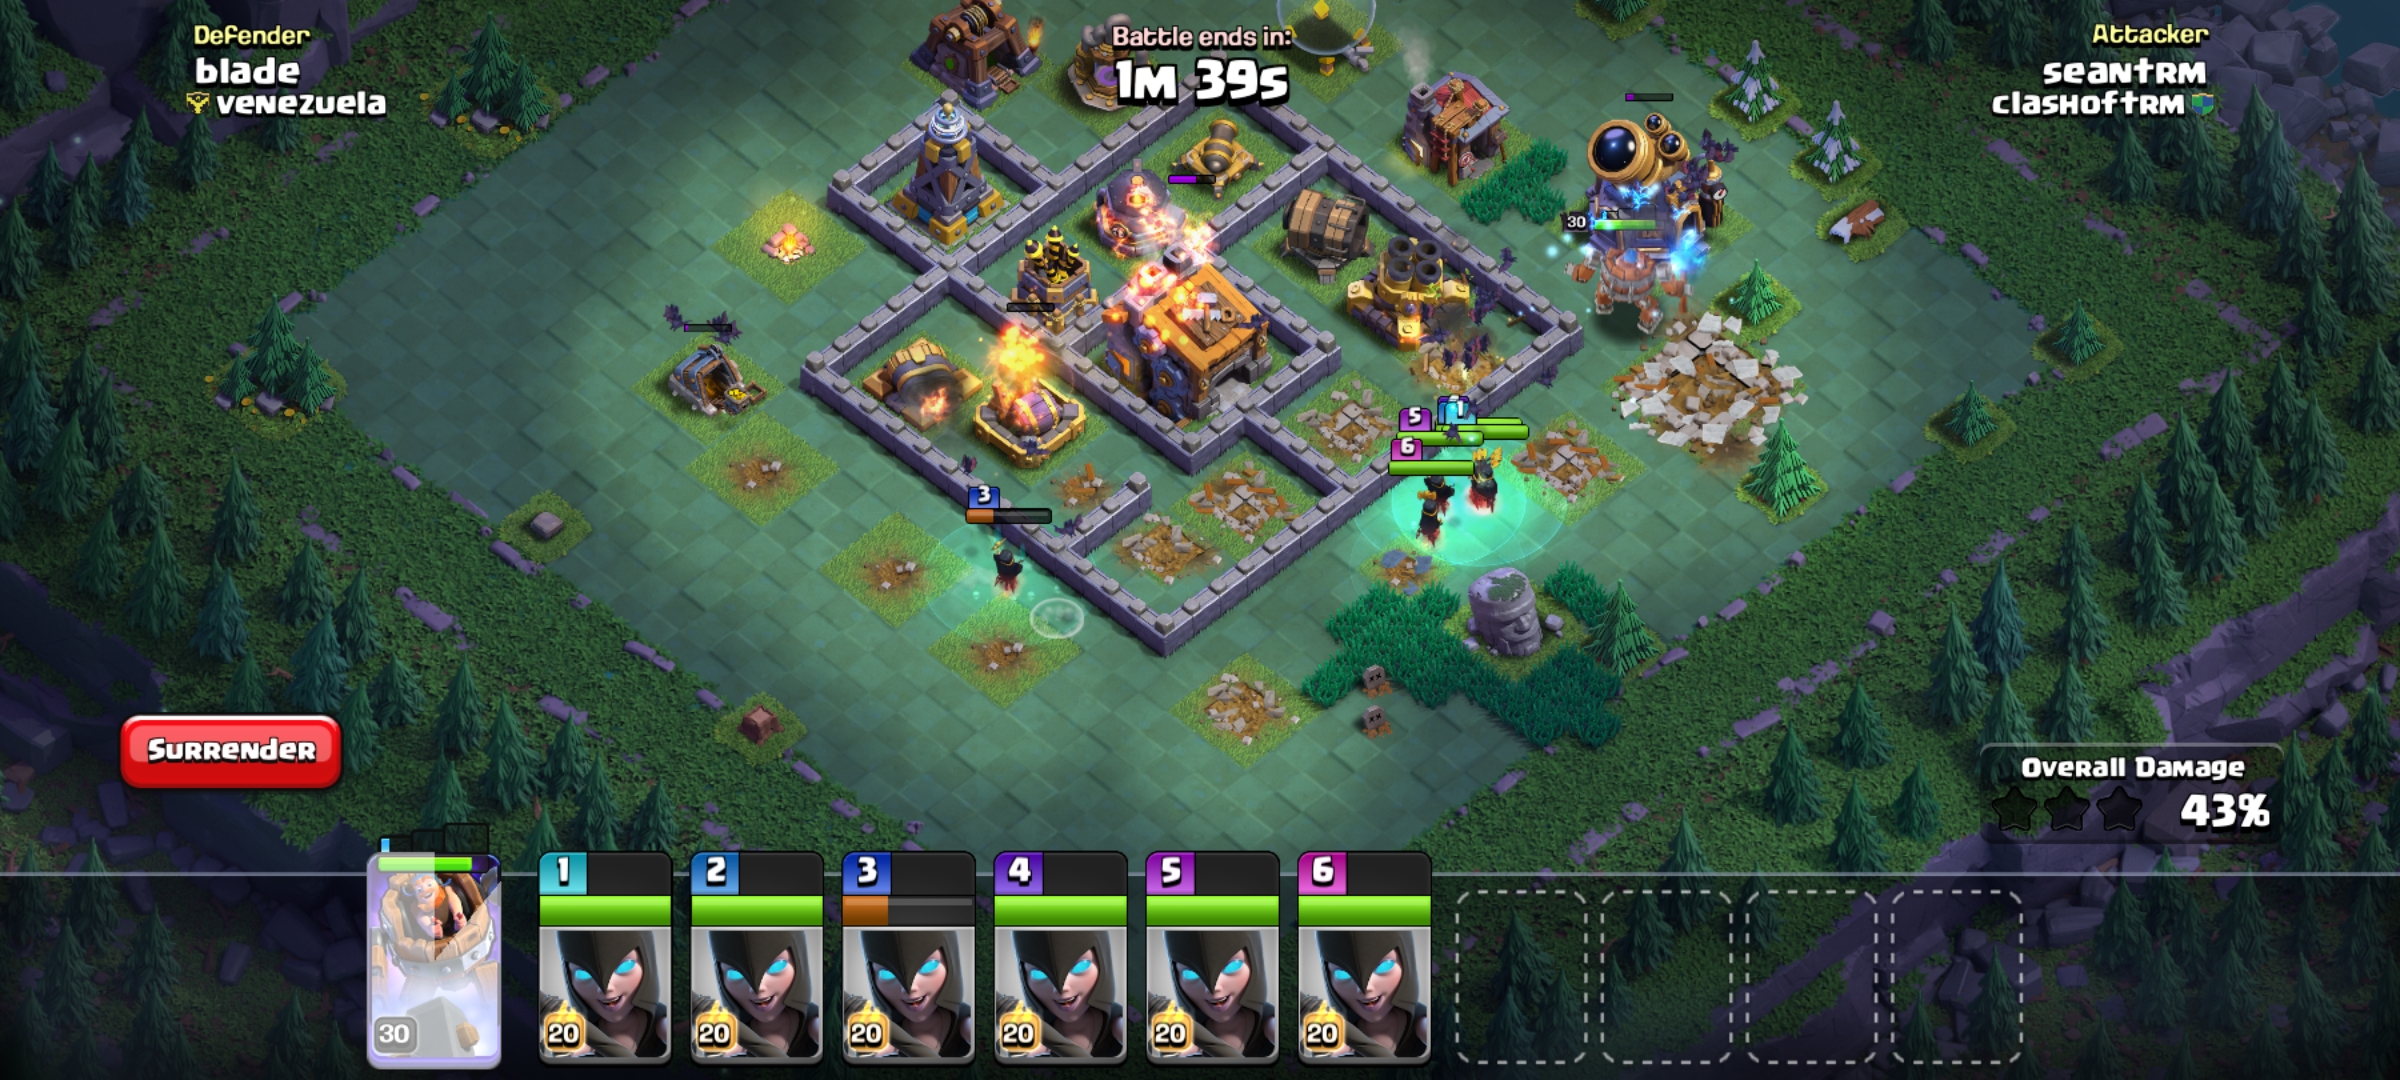 Defender
blade
venezuela
Battle ends in:
1M 39s
Attacker
seantRM
clashoftRM
30
5
1
6
3
Surrender
Overall Damage
43%
1
2
3
4
5
6
30
20
20
20
20
20
20